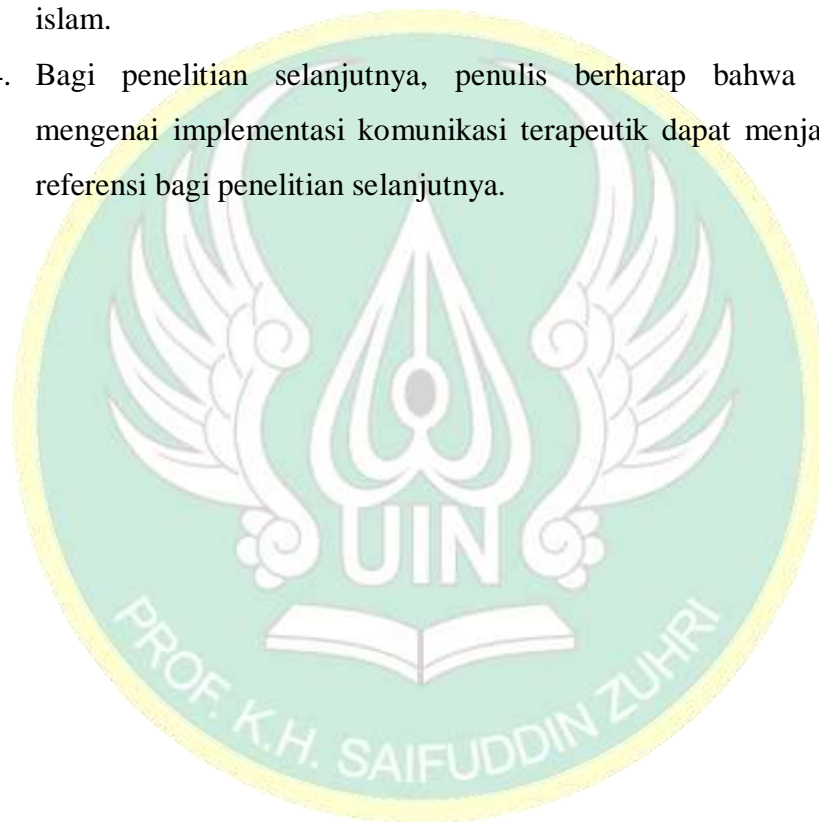 islam.
. Bagi penelitian selanjutnya, penulis berharap bahwa
mengenai implementasi komunikasi terapeutik dapat menja
referensi bagi penelitian selanjutnya.
UIN
PROF. K.H. SAIFUDDIN ZUHRI